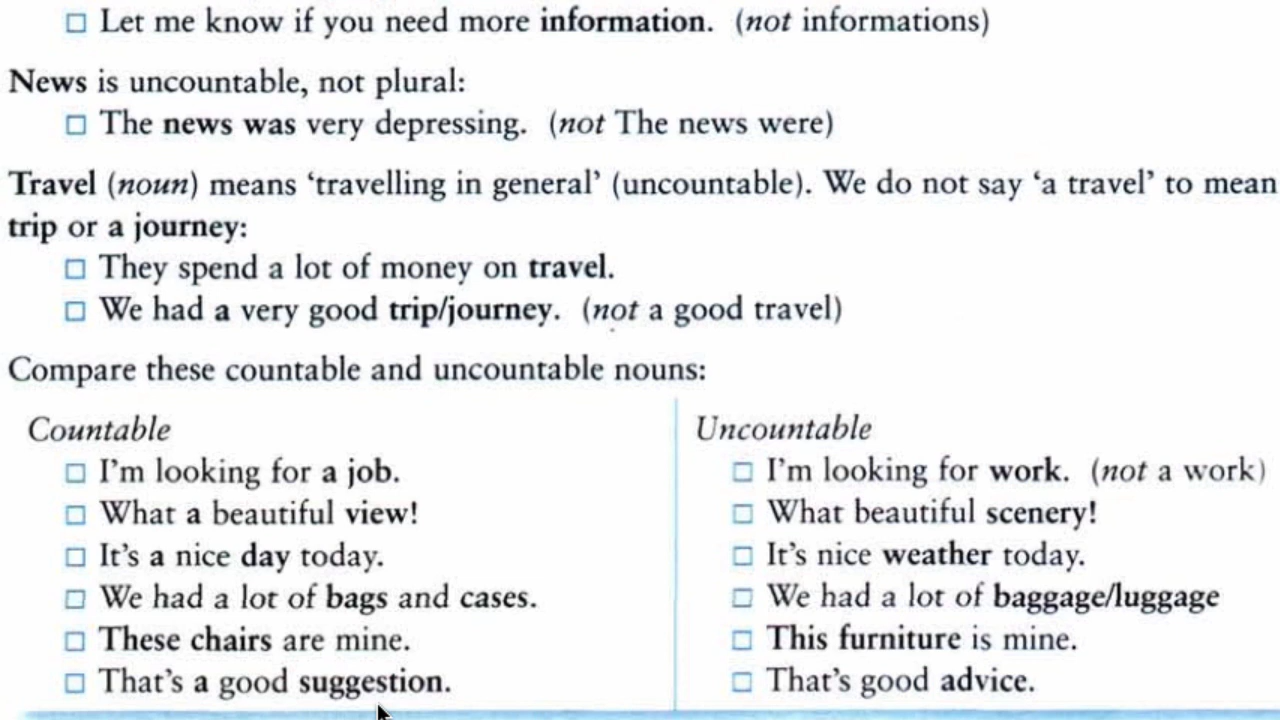 Let me know if you need more information. (not informations)
News is uncountable, not plural:
The news was very depressing. (not The news were)
Travel (noun) means ‘travelling in general’ (uncountable). We do not say ‘a travel’ to mean
trip or a journey:
They spend a lot of money on travel.
We had a very good trip/journey. (not a good travel)
Compare these countable and uncountable nouns:
Countable
I’m looking for a job.
What a beautiful view!
It’s a nice day today.
We had a lot of bags and cases.
These chairs are mine.
That’s a good suggestion.
Uncountable
I’m looking for work. (not a work)
What beautiful scenery!
It’s nice weather today.
We had a lot of baggage/luggage
This furniture is mine.
That’s good advice.